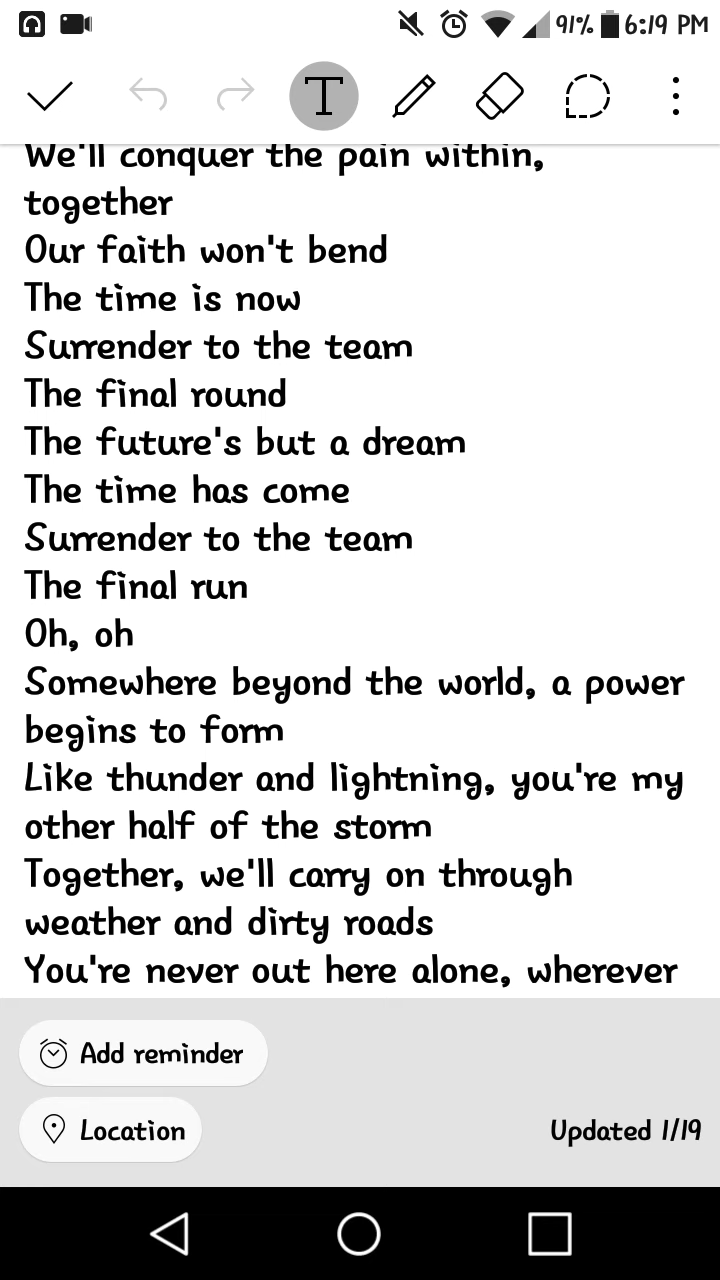 91% 6:19 PM
T
We'll conquer the pain within,
together
Our faith won't bend
The time is now
Surrender to the team
The final round
The future's but a dream
The time has come
Surrender to the team
The final run
Oh, oh
Somewhere beyond the world, a power
begins to form
Like thunder and lightning, you're my
other half of the storm
Together, we'll carry on through
weather and dirty roads
You're never out here alone, wherever
Add reminder
Location
Updated 1/19